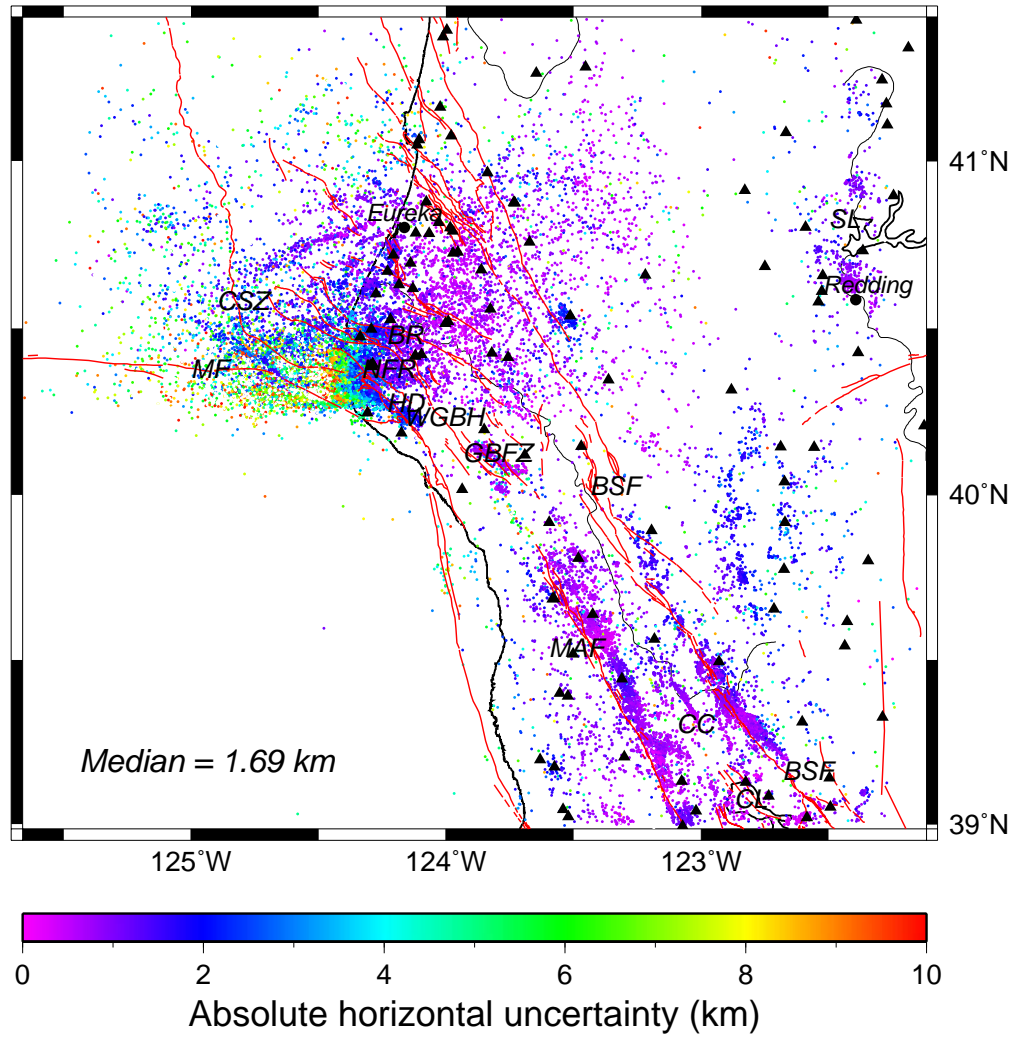 41°N
Eureka
SL
Redding
CSZ
BR
MF
NFR
HD
WGBH
GBFZ
BSF
40°N
MAF
CC
Median = 1.69 km
BSF
CL
39°N
125°W
124°W
123°W
0
2
4
6
8
10
Absolute horizontal uncertainty (km)